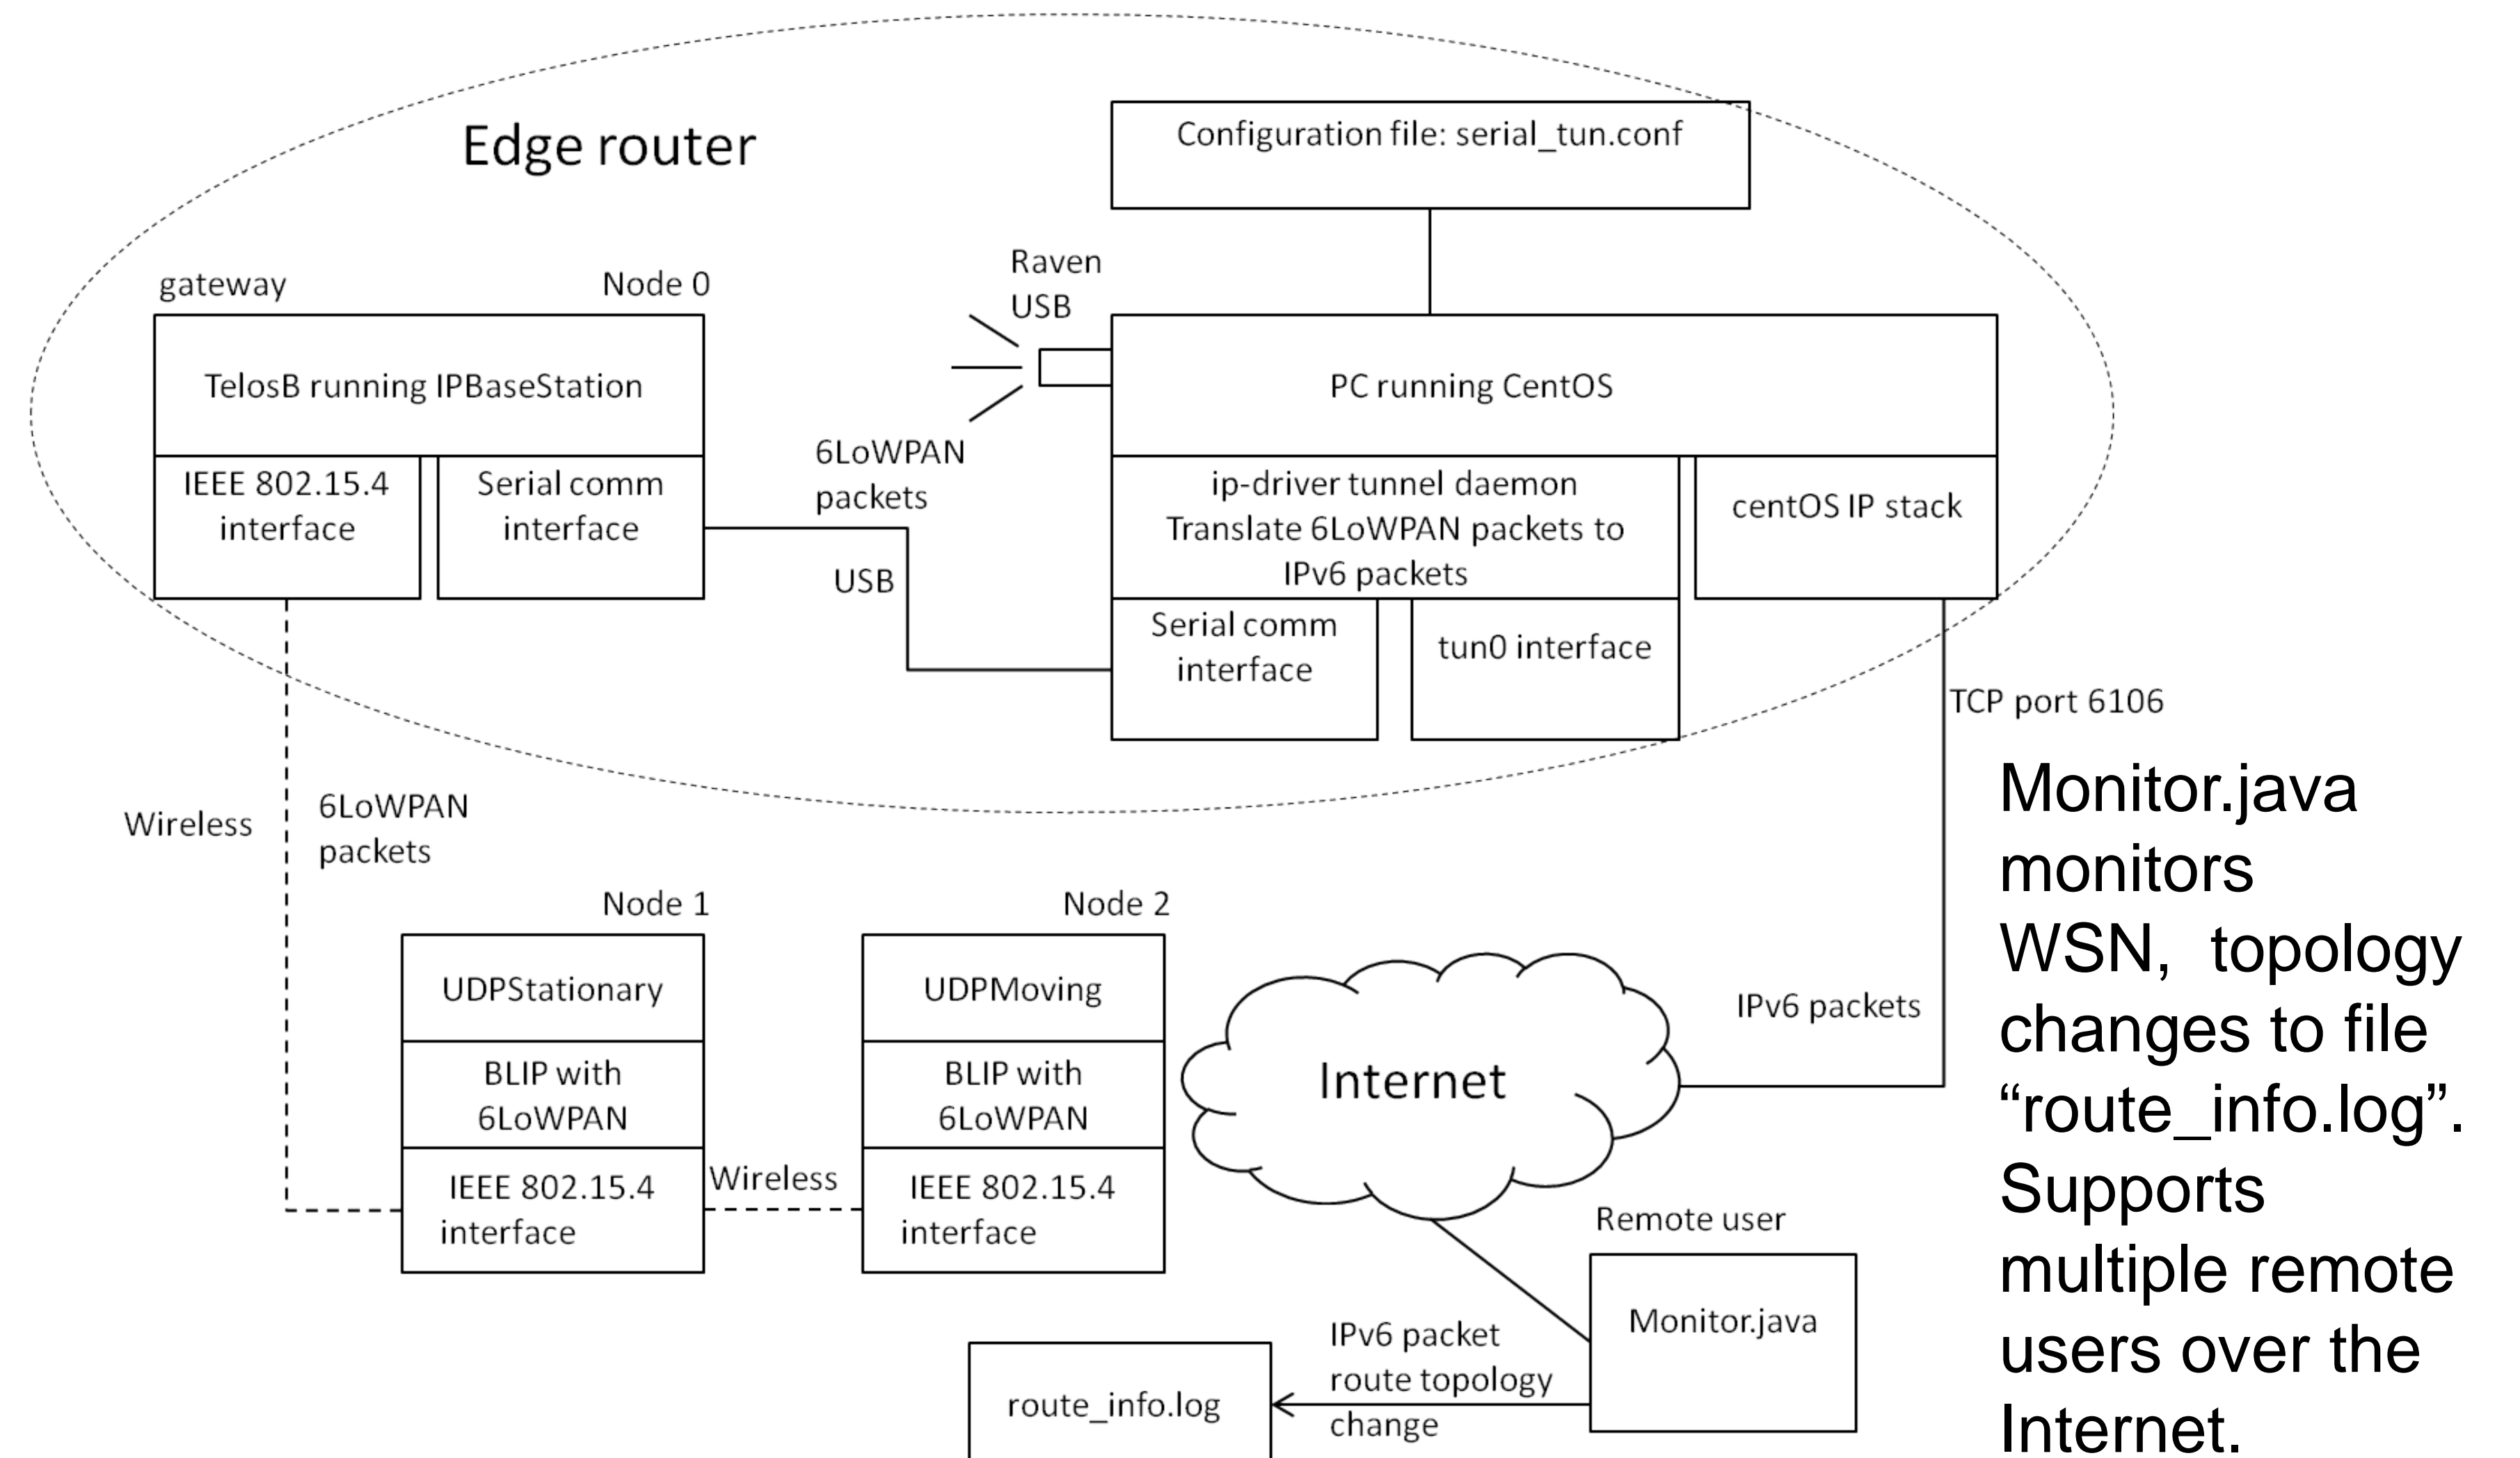 Edge router
Configuration file: serial_tun.conf
Raven
USB
gateway
Node 0
TelosB running IPBaseStation
IEEE 802.15.4
interface
Serial comm
interface
6LoWPAN
packets
USB
PC running CentOS
ip-driver tunnel daemon
Translate 6LoWPAN packets to
IPv6 packets
centOS IP stack
Serial comm
interface
tun0 interface
TCP port 6106
Wireless
6LoWPAN
packets
Node 1
UDPStationary
BLIP with
6LoWPAN
IEEE 802.15.4
interface
Wireless
Node 2
UDPMoving
BLIP with
6LoWPAN
IEEE 802.15.4
interface
Internet
IPv6 packets
Remote user
Monitor.java
IPv6 packet
route topology
change
route_info.log
Monitor.java
monitors
WSN, topology
changes to file
“route_info.log”.
Supports
multiple remote
users over the
Internet.